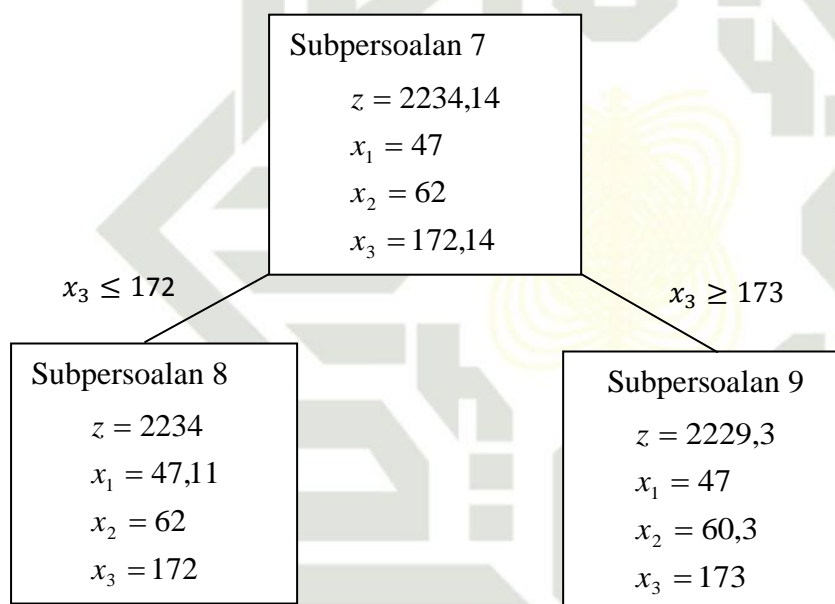 Subpersoalan 7
z = 2234,14
x₁ = 47
x₂ = 62
x₃ = 172,14
x₃ ≤ 172
x₃ ≥ 173
Subpersoalan 8
z = 2234
x₁ = 47,11
x₂ = 62
x₃ = 172
Subpersoalan 9
z = 2229,3
x₁ = 47
x₂ = 60,3
x₃ = 173